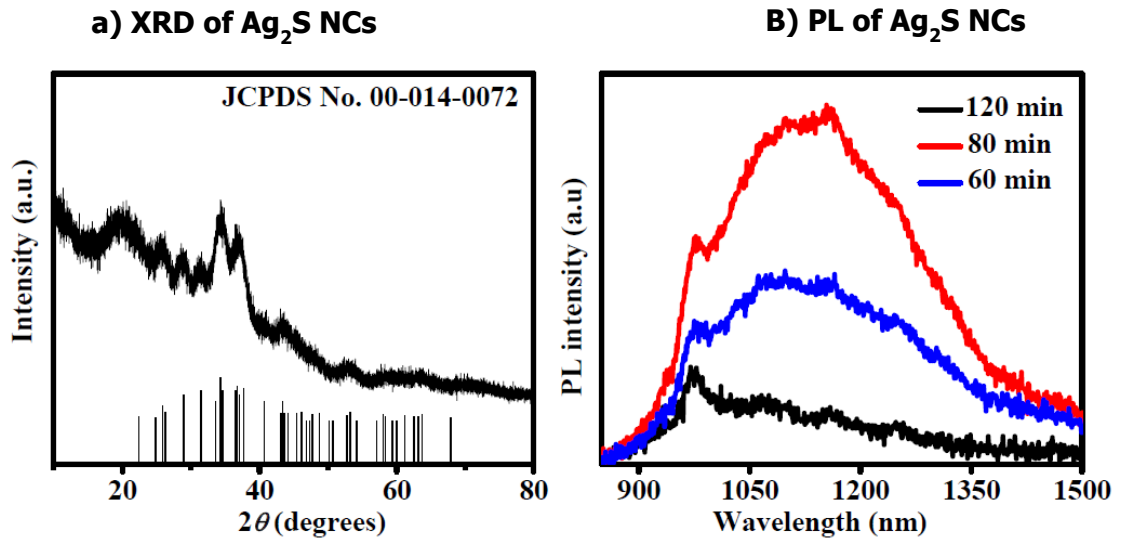 a) XRD of Ag₂S NCs
B) PL of Ag₂S NCs
JCPDS No. 00-014-0072
Intensity (a.u.)
20
40
60
80
2θ (degrees)
120 min
80 min
60 min
PL intensity (a.u)
900
1050
1200
1350
1500
Wavelength (nm)